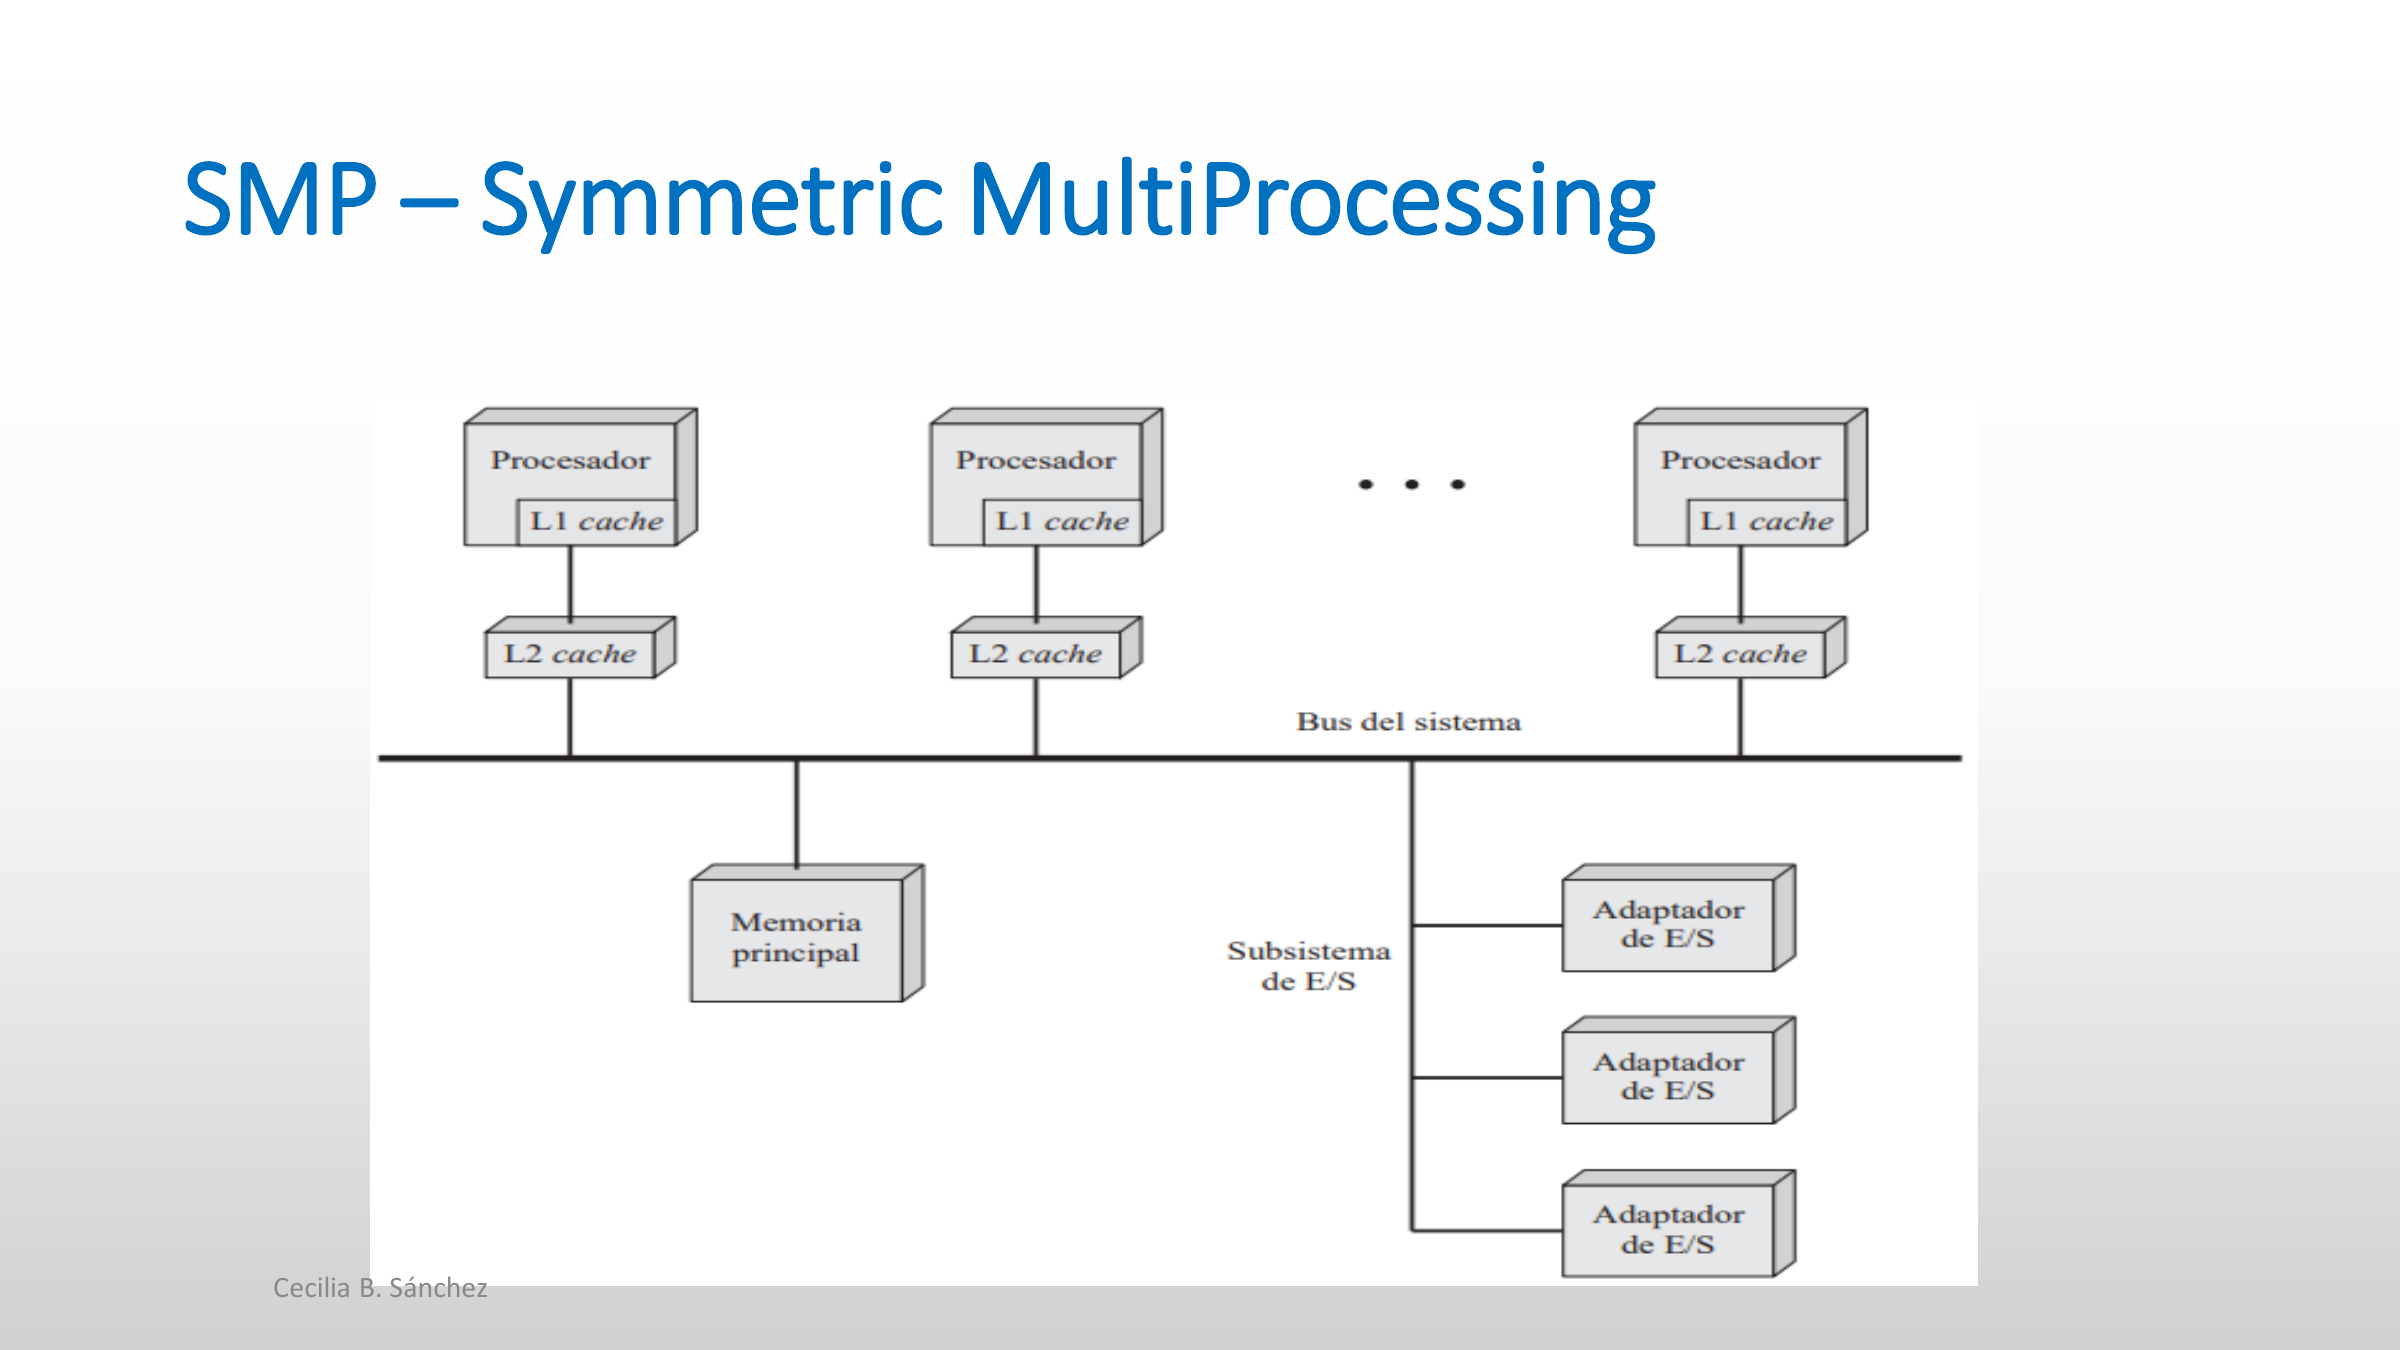 SMP – Symmetric MultiProcessing
Procesador
L1 cache
Procesador
L1 cache
• • •
Procesador
L1 cache
L2 cache
L2 cache
L2 cache
Bus del sistema
Memoria
principal
Subsistema
de E/S
Adaptador
de E/S
Adaptador
de E/S
Adaptador
de E/S
Cecilia B. Sánchez